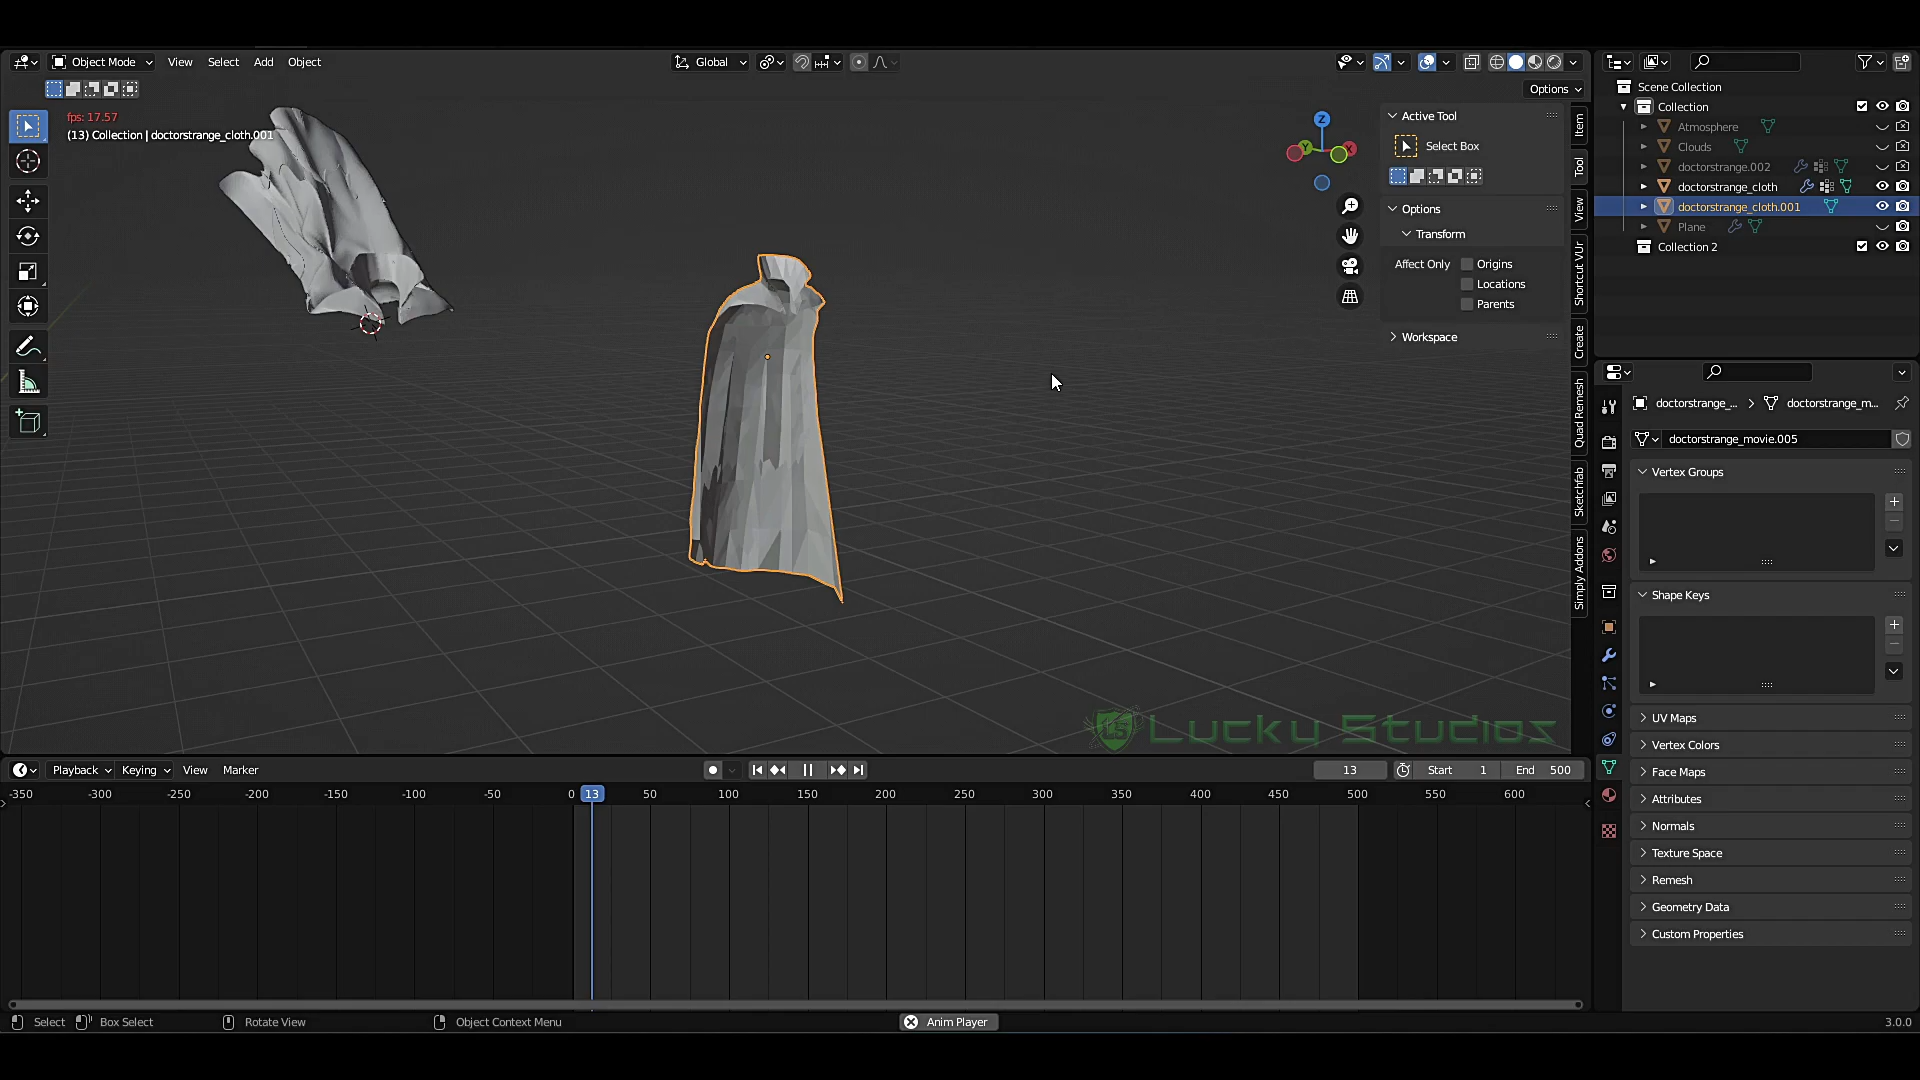 Object Mode View Select Add Object Global
Options
fps: 17.57
(13) Collection | doctorstrange_cloth.001
Z
Y
X
Active Tool
Select Box
Options
Transform
Affect Only Origins
Locations
Parents
Workspace
Item
Tool
View
Shortcut VUr
Create
Quad Remesh
Sketchfab
Simply Addons
Scene Collection
Collection
Atmosphere
Clouds
doctorstrange.002
doctorstrange_cloth
doctorstrange_cloth.001
Plane
Collection 2
doctorstrange_... doctorstrange_m...
doctorstrange_movie.005
Vertex Groups
Shape Keys
UV Maps
Vertex Colors
Face Maps
Attributes
Normals
Texture Space
Remesh
Geometry Data
Custom Properties
LS Lucky Studios
Playback Keying View Marker 13 Start 1 End 500
-350 -300 -250 -200 -150 -100 -50 0 13 50 100 150 200 250 300 350 400 450 500 550 600
Select Box Select Rotate View Object Context Menu Anim Player 3.0.0